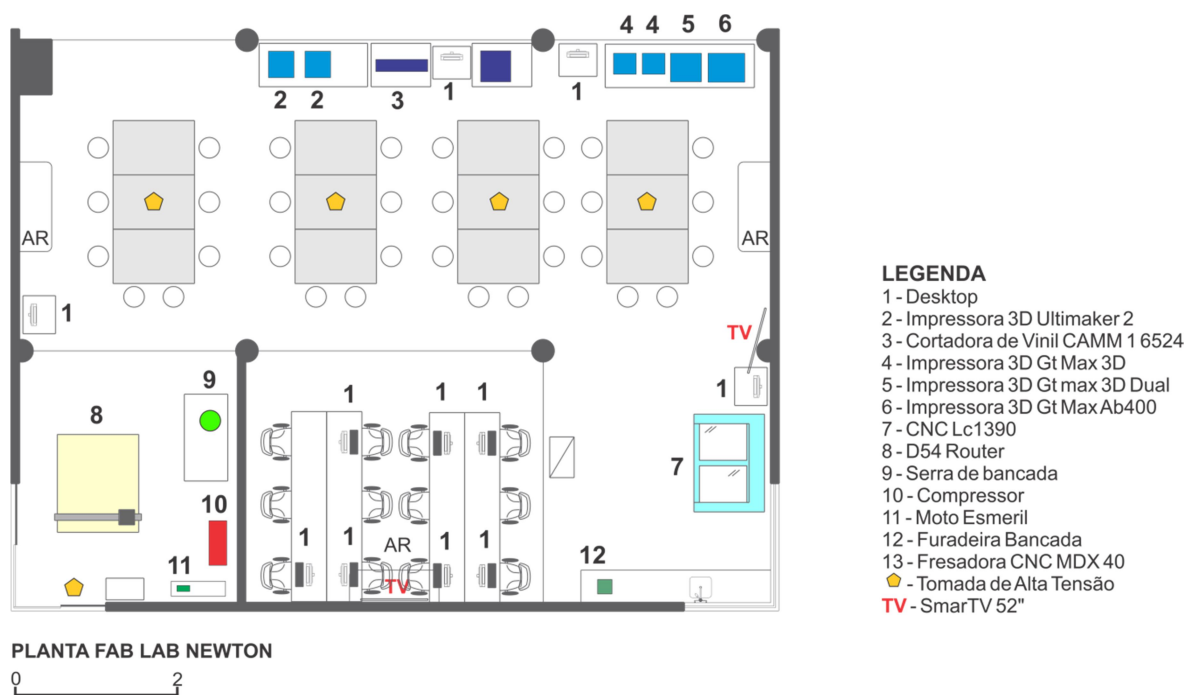 4 4 5 6
2 2 3 1 1
AR AR
1
TV
1
9
8
1 1 1
7
10
1 1 1 1
AR
12
11
TV
LEGENDA
1 - Desktop
2 - Impressora 3D Ultimaker 2
3 - Cortadora de Vinil CAMM 1 6524
4 - Impressora 3D Gt Max 3D
5 - Impressora 3D Gt max 3D Dual
6 - Impressora 3D Gt Max Ab400
7 - CNC Lc1390
8 - D54 Router
9 - Serra de bancada
10 - Compressor
11 - Moto Esmeril
12 - Furadeira Bancada
13 - Fresadora CNC MDX 40
- Tomada de Alta Tensão
TV - SmarTV 52"
PLANTA FAB LAB NEWTON
0 2